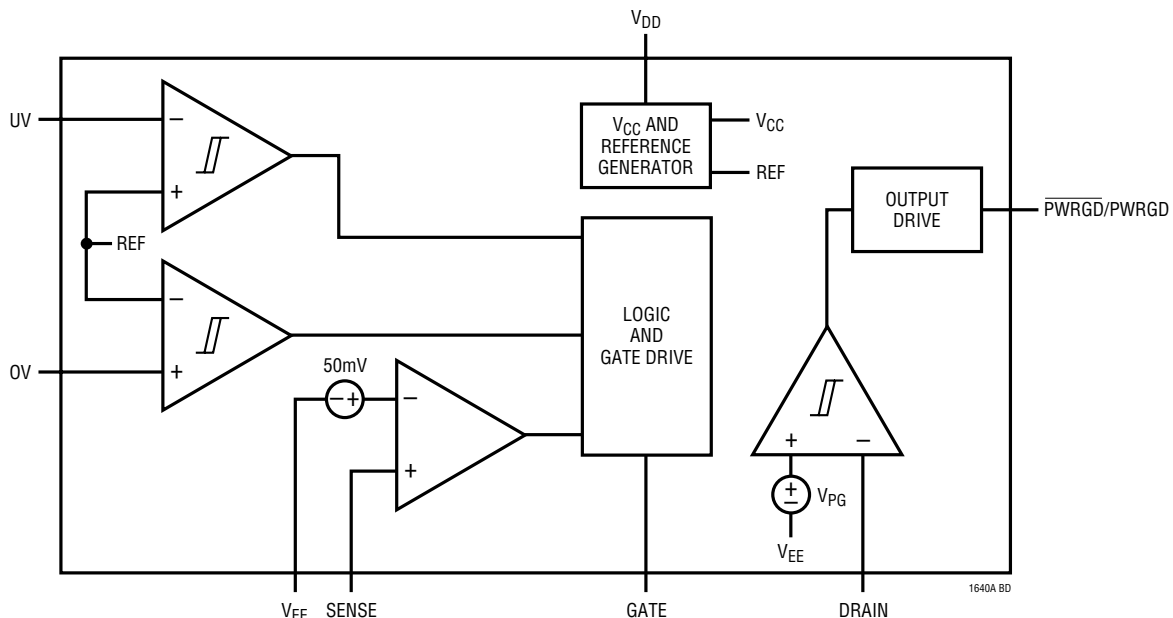 VDD
UV
−
+
VCC AND
REFERENCE
GENERATOR
VCC
REF
OUTPUT
DRIVE
PWRGD/PWRGD
REF
−
+
OV
LOGIC
AND
GATE DRIVE
50mV
− +
−
+
+
−
+
−
VPG
VEE
1640A BD
VEE
SENSE
GATE
DRAIN